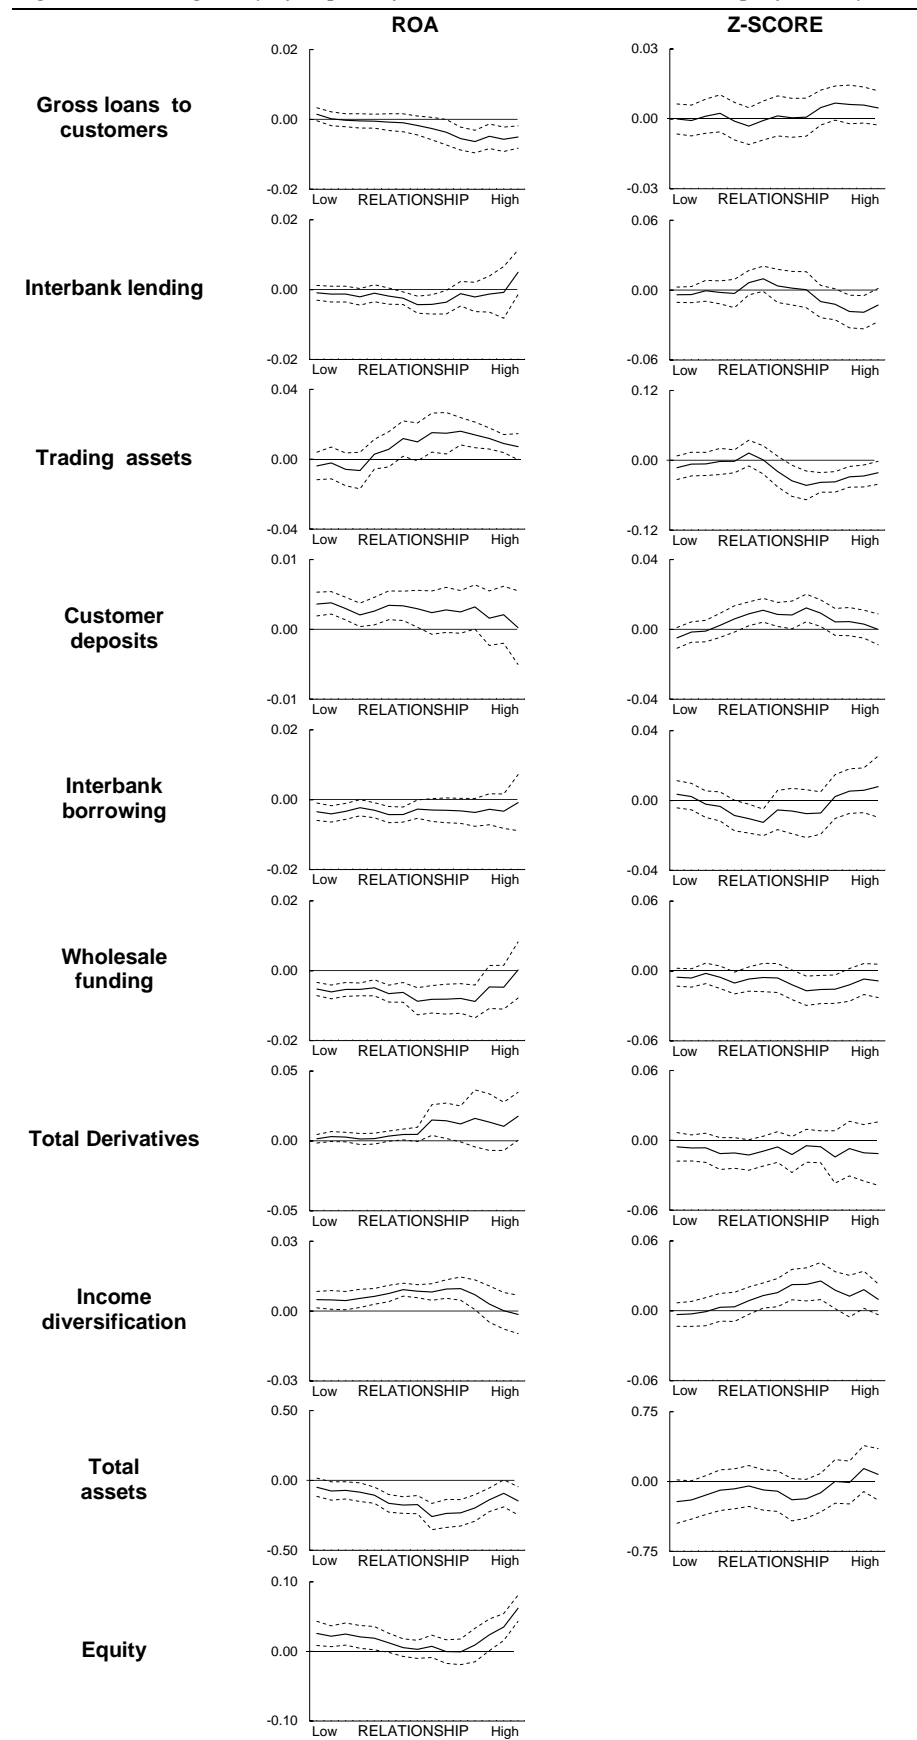 ROA Z-SCORE
0.02 0.03
Gross loans to
customers
0.00 0.00
-0.02 -0.03
Low RELATIONSHIP High Low RELATIONSHIP High
0.02 0.06
Interbank lending
0.00 0.00
-0.02 -0.06
Low RELATIONSHIP High Low RELATIONSHIP High
0.04 0.12
Trading assets
0.00 0.00
-0.04 -0.12
Low RELATIONSHIP High Low RELATIONSHIP High
0.01 0.04
Customer
deposits
0.00 0.00
-0.01 -0.04
Low RELATIONSHIP High Low RELATIONSHIP High
0.02 0.04
Interbank
borrowing
0.00 0.00
-0.02 -0.04
Low RELATIONSHIP High Low RELATIONSHIP High
0.02 0.06
Wholesale
funding
0.00 0.00
-0.02 -0.06
Low RELATIONSHIP High Low RELATIONSHIP High
0.05 0.06
Total Derivatives
0.00 0.00
-0.05 -0.06
Low RELATIONSHIP High Low RELATIONSHIP High
0.03 0.06
Income
diversification
0.00 0.00
-0.03 -0.06
Low RELATIONSHIP High Low RELATIONSHIP High
0.50 0.75
Total
assets
0.00 0.00
-0.50 -0.75
Low RELATIONSHIP High Low RELATIONSHIP High
0.10
Equity
0.00
-0.10
Low RELATIONSHIP High